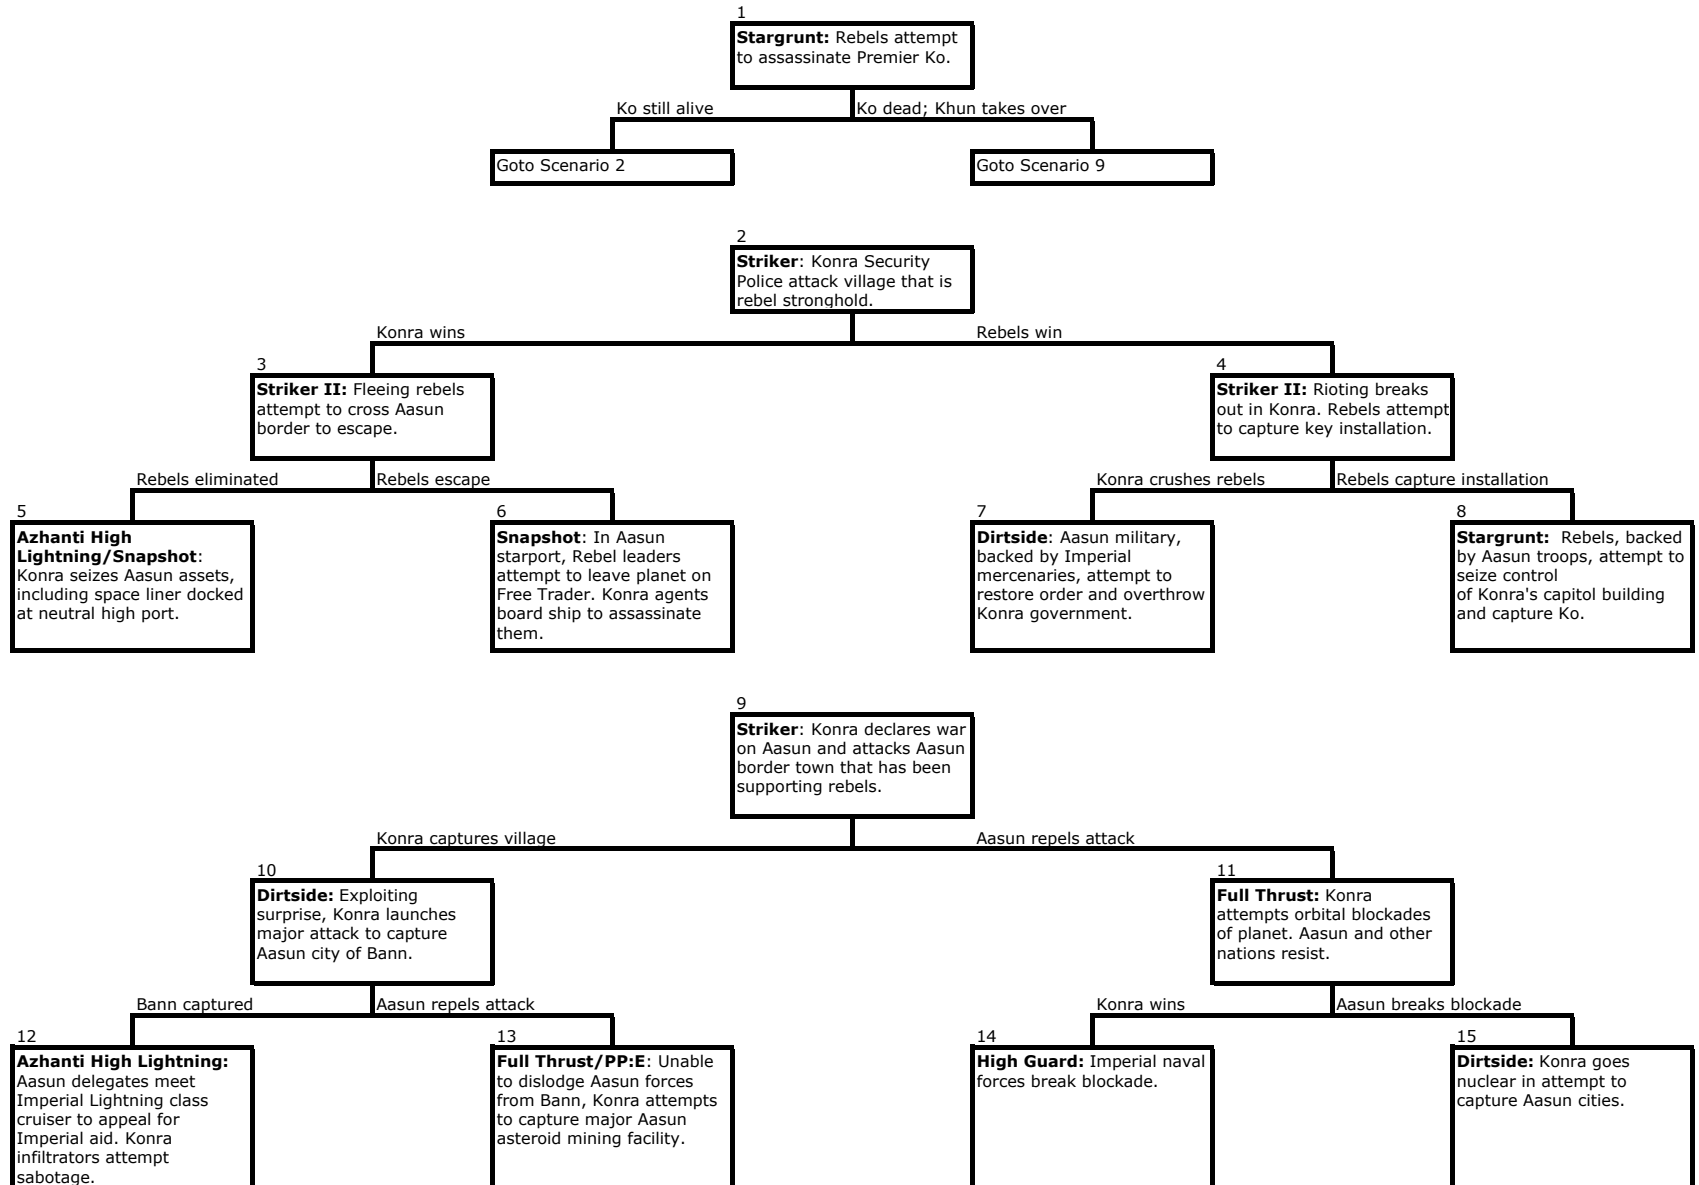 1
Stargrunt: Rebels attempt
to assassinate Premier Ko.
Ko still alive
Ko dead; Khun takes over
Goto Scenario 2
Goto Scenario 9
2
Striker: Konra Security
Police attack village that is
rebel stronghold.
Konra wins
Rebels win
3
Striker II: Fleeing rebels
attempt to cross Aasun
border to escape.
4
Striker II: Rioting breaks
out in Konra. Rebels attempt
to capture key installation.
Rebels eliminated
Rebels escape
Konra crushes rebels
Rebels capture installation
5
Azhanti High
Lightning/Snapshot:
Konra seizes Aasun assets,
including space liner docked
at neutral high port.
6
Snapshot: In Aasun
starport, Rebel leaders
attempt to leave planet on
Free Trader. Konra agents
board ship to assassinate
them.
7
Dirtside: Aasun military,
backed by Imperial
mercenaries, attempt to
restore order and overthrow
Konra government.
8
Stargrunt:  Rebels, backed
by Aasun troops, attempt to
seize control
of Konra's capitol building
and capture Ko.
9
Striker: Konra declares war
on Aasun and attacks Aasun
border town that has been
supporting rebels.
Konra captures village
Aasun repels attack
10
Dirtside: Exploiting
surprise, Konra launches
major attack to capture
Aasun city of Bann.
11
Full Thrust: Konra
attempts orbital blockades
of planet. Aasun and other
nations resist.
Bann captured
Aasun repels attack
Konra wins
Aasun breaks blockade
12
Azhanti High Lightning:
Aasun delegates meet
Imperial Lightning class
cruiser to appeal for
Imperial aid. Konra
infiltrators attempt
sabotage.
13
Full Thrust/PP:E: Unable
to dislodge Aasun forces
from Bann, Konra attempts
to capture major Aasun
asteroid mining facility.
14
High Guard: Imperial naval
forces break blockade.
15
Dirtside: Konra goes
nuclear in attempt to
capture Aasun cities.